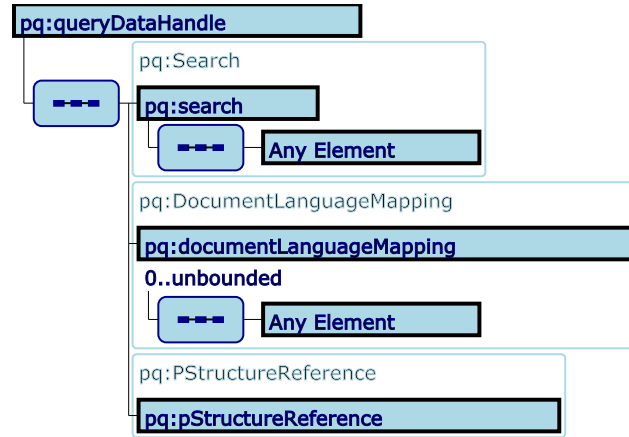 pq:queryDataHandle
pq:Search
pq:search
Any Element
pq:DocumentLanguageMapping
pq:documentLanguageMapping
0..unbounded
Any Element
pq:PStructureReference
pq:pStructureReference